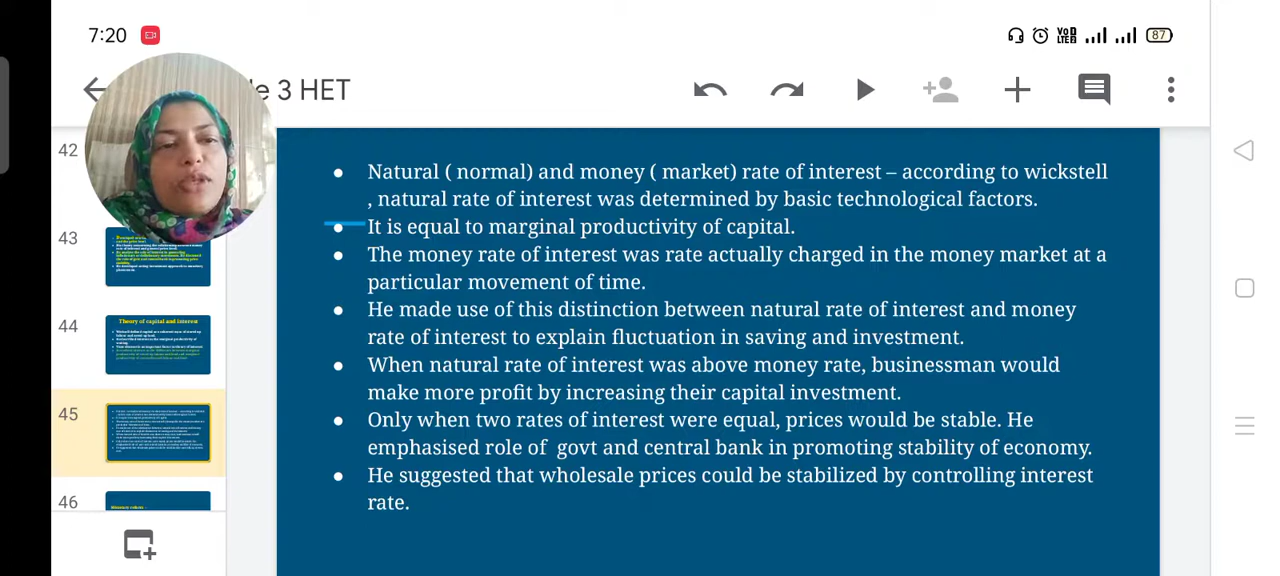 7:20
VoD
LTE
87
e 3 HET
42
43
44
Theory of capital and interest
45
46
● Natural ( normal) and money ( market) rate of interest – according to wickstell
, natural rate of interest was determined by basic technological factors.
● It is equal to marginal productivity of capital.
● The money rate of interest was rate actually charged in the money market at a
particular movement of time.
● He made use of this distinction between natural rate of interest and money
rate of interest to explain fluctuation in saving and investment.
● When natural rate of interest was above money rate, businessman would
make more profit by increasing their capital investment.
● Only when two rates of interest were equal, prices would be stable. He
emphasised role of govt and central bank in promoting stability of economy.
● He suggested that wholesale prices could be stabilized by controlling interest
rate.